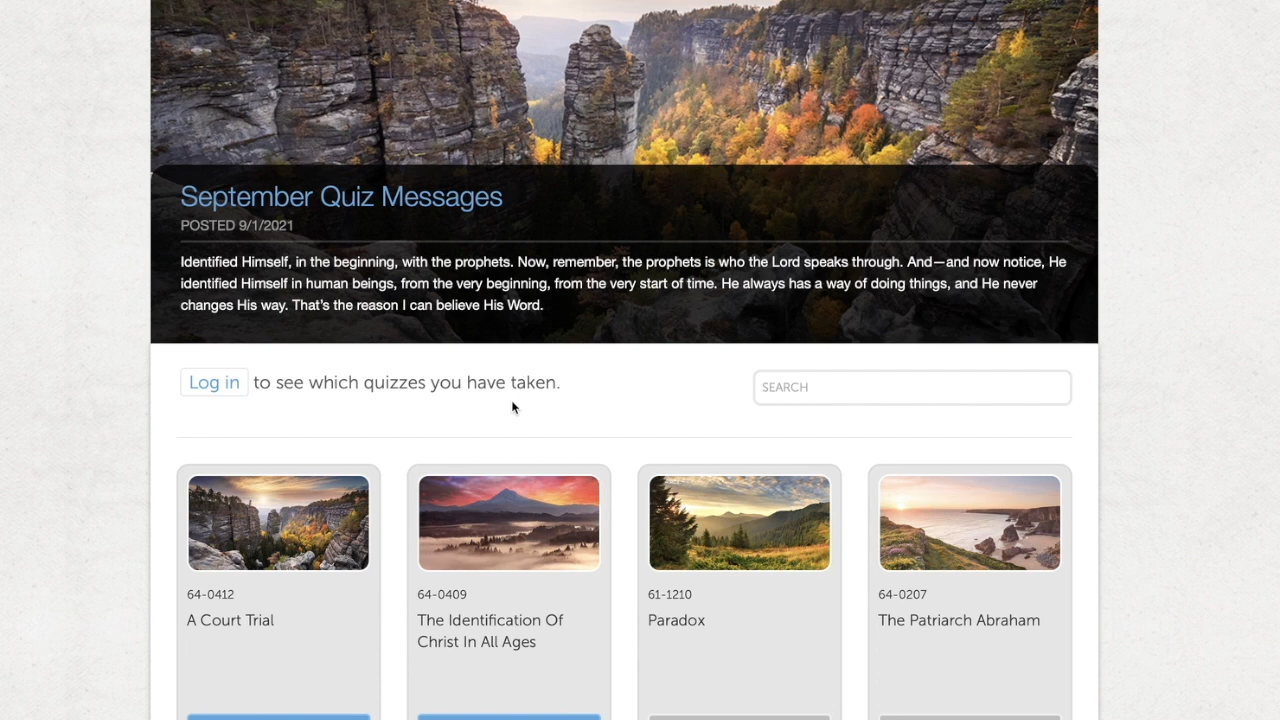 September Quiz Messages
POSTED 9/1/2021
Identified Himself, in the beginning, with the prophets. Now, remember, the prophets is who the Lord speaks through. And—and now notice, He
identified Himself in human beings, from the very beginning, from the very start of time. He always has a way of doing things, and He never
changes His way. That's the reason I can believe His Word.
Log in to see which quizzes you have taken.
SEARCH
64-0412
A Court Trial
64-0409
The Identification Of
Christ In All Ages
61-1210
Paradox
64-0207
The Patriarch Abraham